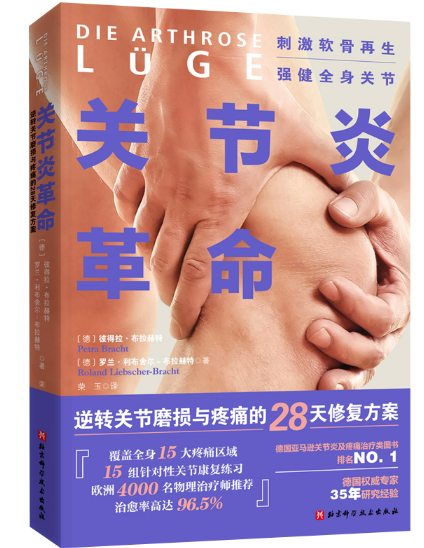 DIE ARTHROSE
LÜGE
刺激软骨再生
强健全身关节
关节炎
革命
〔德〕彼得拉·布拉赫特
Petra Bracht
〔德〕罗兰·利布舍尔-布拉赫特 著
Roland Liebscher-Bracht
柴 玉 译
逆转关节磨损与疼痛的28天修复方案
覆盖全身15大疼痛区域
15组针对性关节康复练习
欧洲4000名物理治疗师推荐
治愈率高达96.5%
德国亚马逊关节炎及疼痛治疗类图书
排名NO. 1
德国权威专家
35年研究经验
北京科学技术出版社
DIE ARTHROSE
LÜGE
关节炎革命
逆转关节磨损与疼痛的28天修复方案
〔德〕彼得拉·布拉赫特
罗兰·利布舍尔-布拉赫特 著
柴 玉 译
北京科学技术出版社